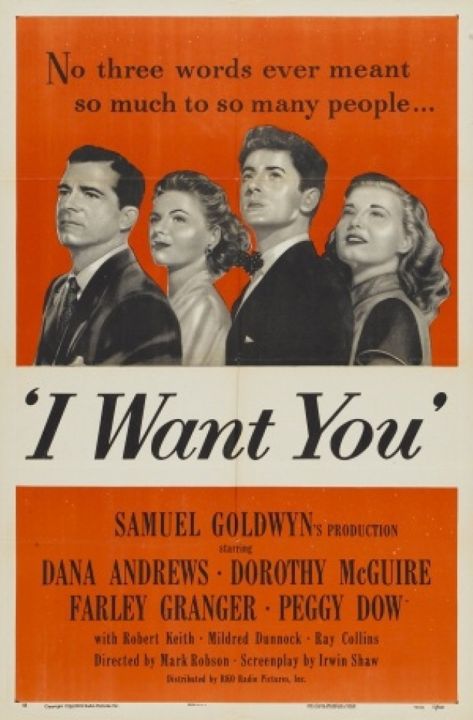 No three words ever meant
so much to so many people...
'I Want You'
SAMUEL GOLDWYN'S PRODUCTION
starring
DANA ANDREWS · DOROTHY McGUIRE
FARLEY GRANGER · PEGGY DOW
with Robert Keith · Mildred Dunnock · Ray Collins
Directed by Mark Robson · Screenplay by Irwin Shaw
Distributed by RKO Radio Pictures, Inc.